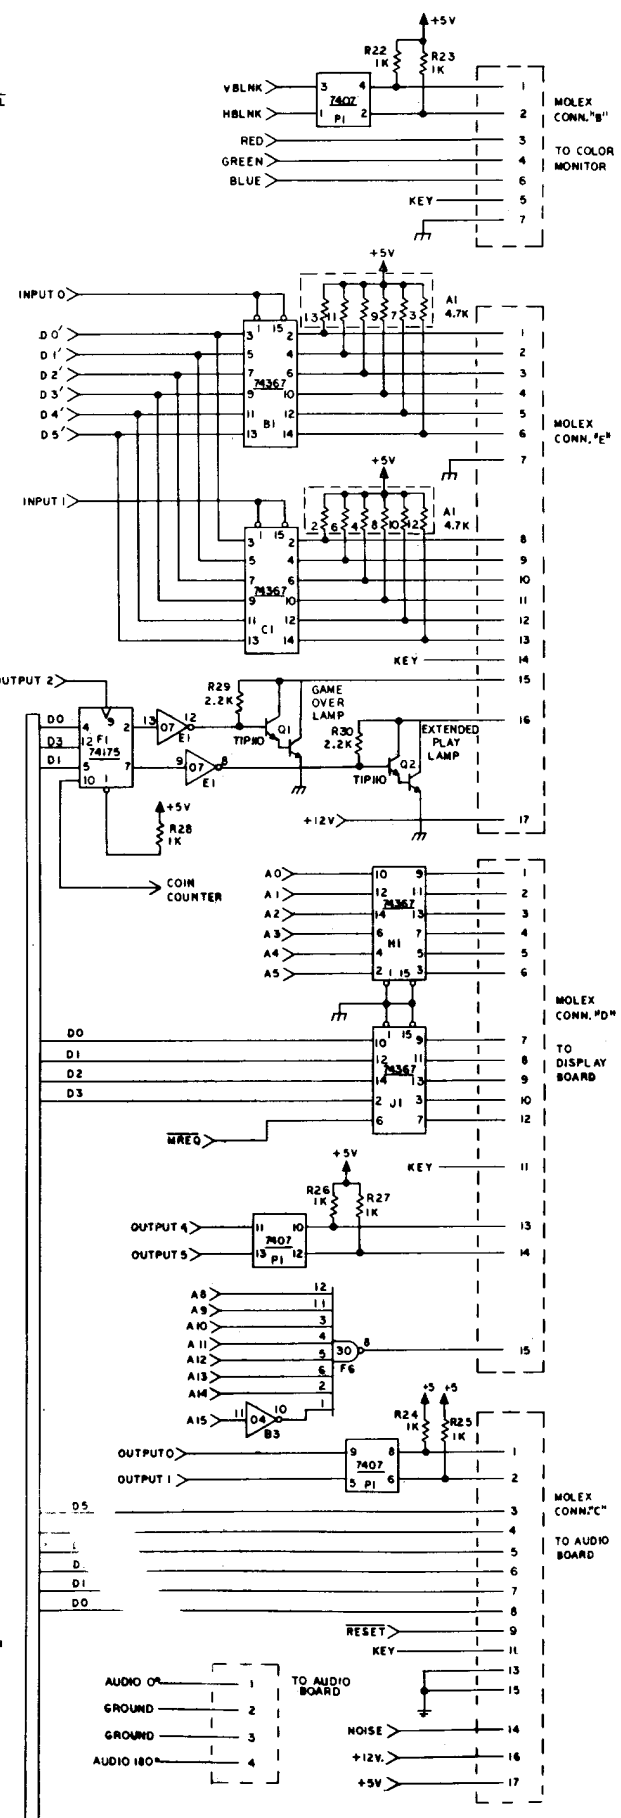 +5V
R22
1K
R23
1K
VBLNK 3 7407 4 1
HBLNK 1 P1 2 2
RED 3
GREEN 4
BLUE 6
KEY 5
7
MOLEX
CONN."B"
TO COLOR
MONITOR
+5V
INPUT 0
1 15
13 11 9 7 3
A1
4.7K
D0' 3 2 1
D1' 5 4 2
D2' 7 6 3
D3' 9 74367 10 4
D4' 11 12 5
D5' 13 B1 14 6
7
MOLEX
CONN. "E"
+5V
INPUT 1
1 15
2 6 4 8 10 12
A1
4.7K
3 2 8
5 4 9
7 6 10
9 74367 10 11
11 12 12
13 C1 14 13
KEY 14
15
OUTPUT 2
R29
2.2K
GAME
OVER
LAMP
16
D0 4 9 2 13 07 12
E1
Q1
TIP110
D3 12 F1
D1 5 74175 7 9 07 8
E1
10 1
R30
2.2K
EXTENDED
PLAY
LAMP
TIP110
Q2
+5V
R28
1K
+12V 17
COIN
COUNTER
A0 10 9 1
A1 12 74367 11 2
A2 14 13 3
A3 6 H1 7 4
A4 4 5 5
A5 2 1 15 3 6
MOLEX
CONN. "D"
TO
DISPLAY
BOARD
D0 10 1 15 9 7
D1 12 11 8
D2 14 74367 13 9
D3 2 J1 3 10
MREQ 6 7 12
KEY 11
+5V
R26
1K
R27
1K
OUTPUT 4 11 7407 10 13
OUTPUT 5 13 P1 12 14
A8 12
A9 11
A10 3
A11 4
A12 5
A13 6
A14 2
A15 11 04 10 1
B3
30 8 15
F6
+5 +5
R24
1K
R25
1K
OUTPUT 0 9 7407 8 1
OUTPUT 1 5 P1 6 2
MOLEX
CONN."C"
TO AUDIO
BOARD
D5 3
4
5
D 6
D1 7
D0 8
RESET 9
KEY 11
13
15
NOISE 14
+12V. 16
+5V 17
AUDIO 0° 1
GROUND 2
GROUND 3
AUDIO 180° 4
TO AUDIO
BOARD